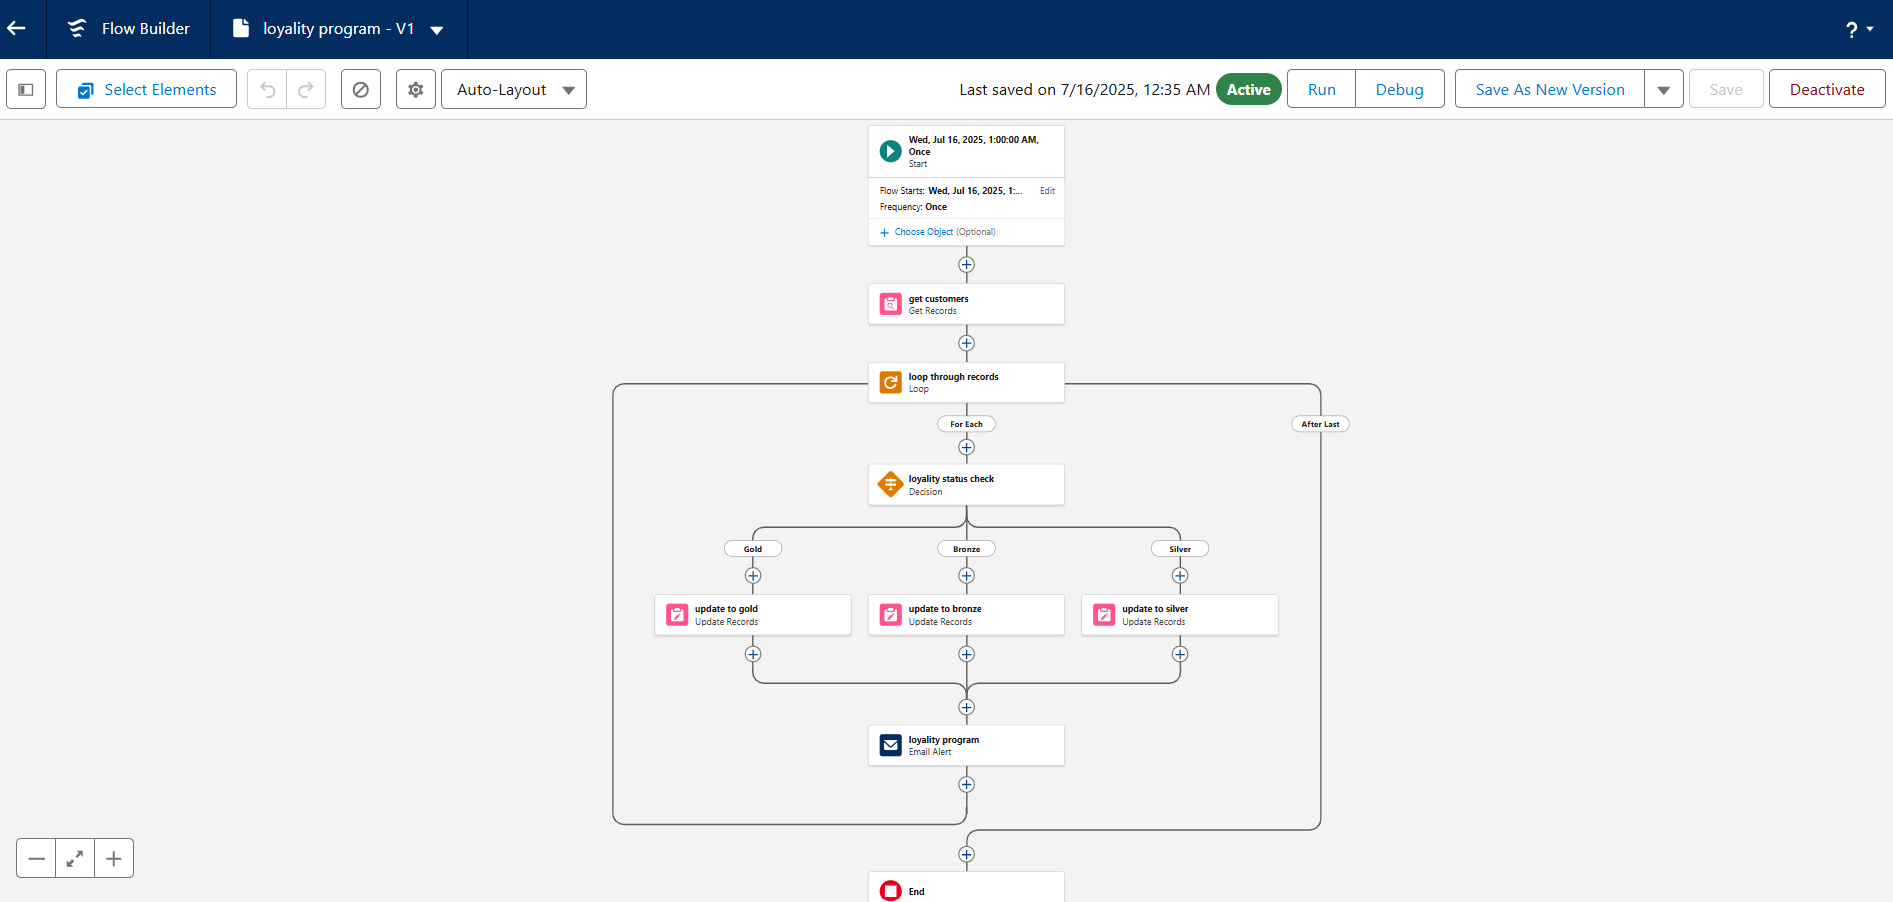 Flow Builder
loyality program - V1
?
Select Elements
Auto-Layout
Last saved on 7/16/2025, 12:35 AM
Active
Run
Debug
Save As New Version
Save
Deactivate
Wed, Jul 16, 2025, 1:00:00 AM,
Once
Start
Flow Starts: Wed, Jul 16, 2025, 1:...
Edit
Frequency: Once
+ Choose Object (Optional)
get customers
Get Records
loop through records
Loop
For Each
After Last
loyality status check
Decision
Gold
Bronze
Silver
update to gold
Update Records
update to bronze
Update Records
update to silver
Update Records
loyality program
Email Alert
End